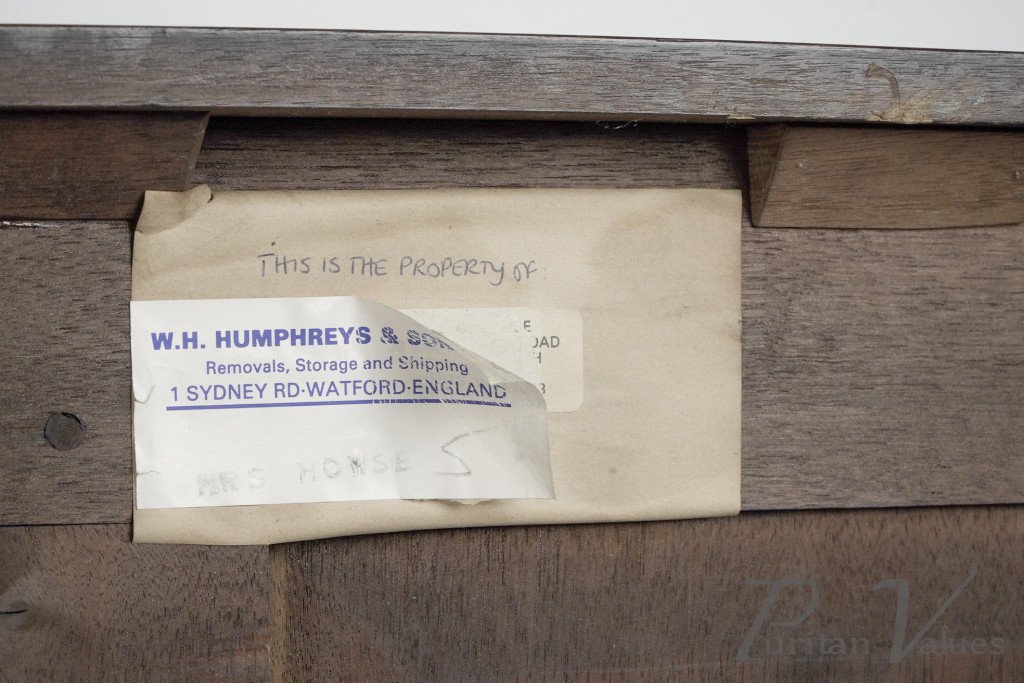 THIS IS THE PROPERTY OF
W.H. HUMPHREYS & SON
Removals, Storage and Shipping
1 SYDNEY RD·WATFORD·ENGLAND
MRS HOWSE
Puritan Values